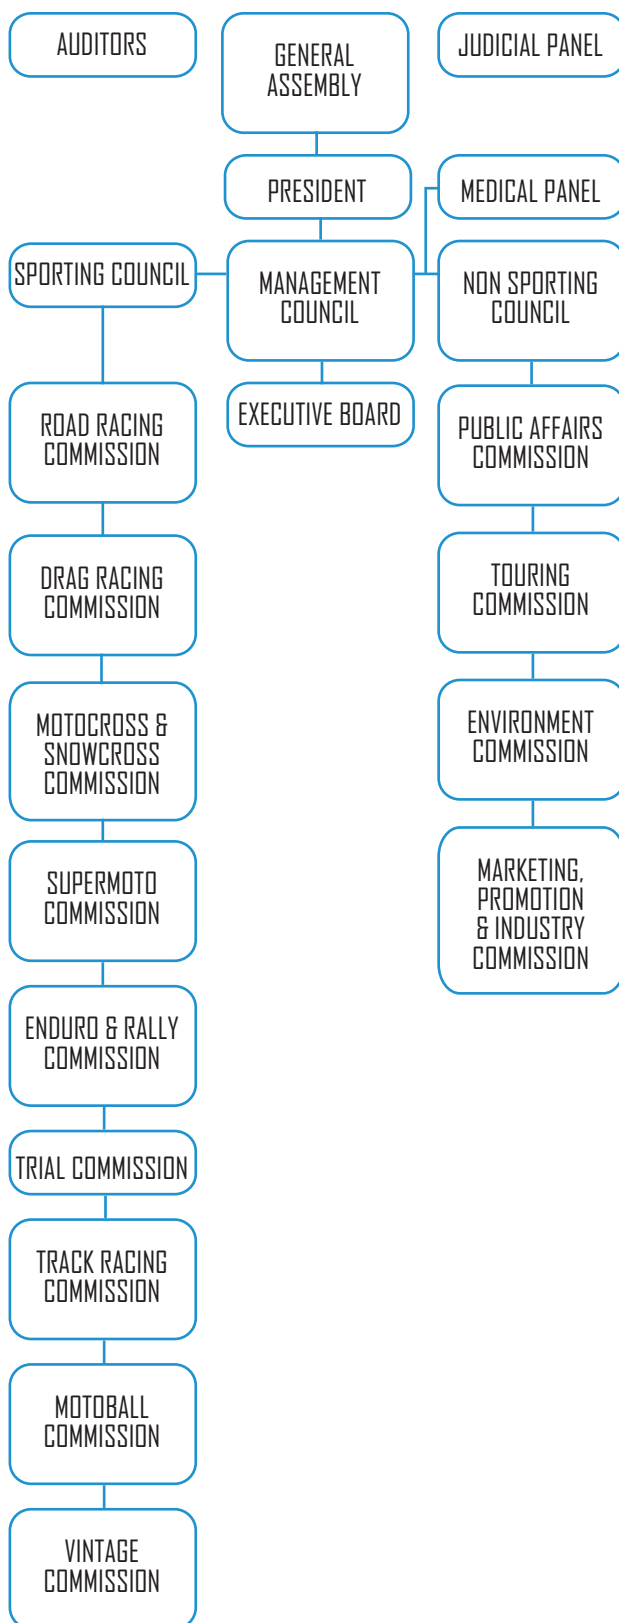 AUDITORS
GENERAL
ASSEMBLY
JUDICIAL PANEL
PRESIDENT
MEDICAL PANEL
SPORTING COUNCIL
MANAGEMENT
COUNCIL
NON SPORTING
COUNCIL
EXECUTIVE BOARD
ROAD RACING
COMMISSION
PUBLIC AFFAIRS
COMMISSION
DRAG RACING
COMMISSION
TOURING
COMMISSION
MOTOCROSS &
SNOWCROSS
COMMISSION
ENVIRONMENT
COMMISSION
SUPERMOTO
COMMISSION
MARKETING,
PROMOTION
& INDUSTRY
COMMISSION
ENDURO & RALLY
COMMISSION
TRIAL COMMISSION
TRACK RACING
COMMISSION
MOTOBALL
COMMISSION
VINTAGE
COMMISSION